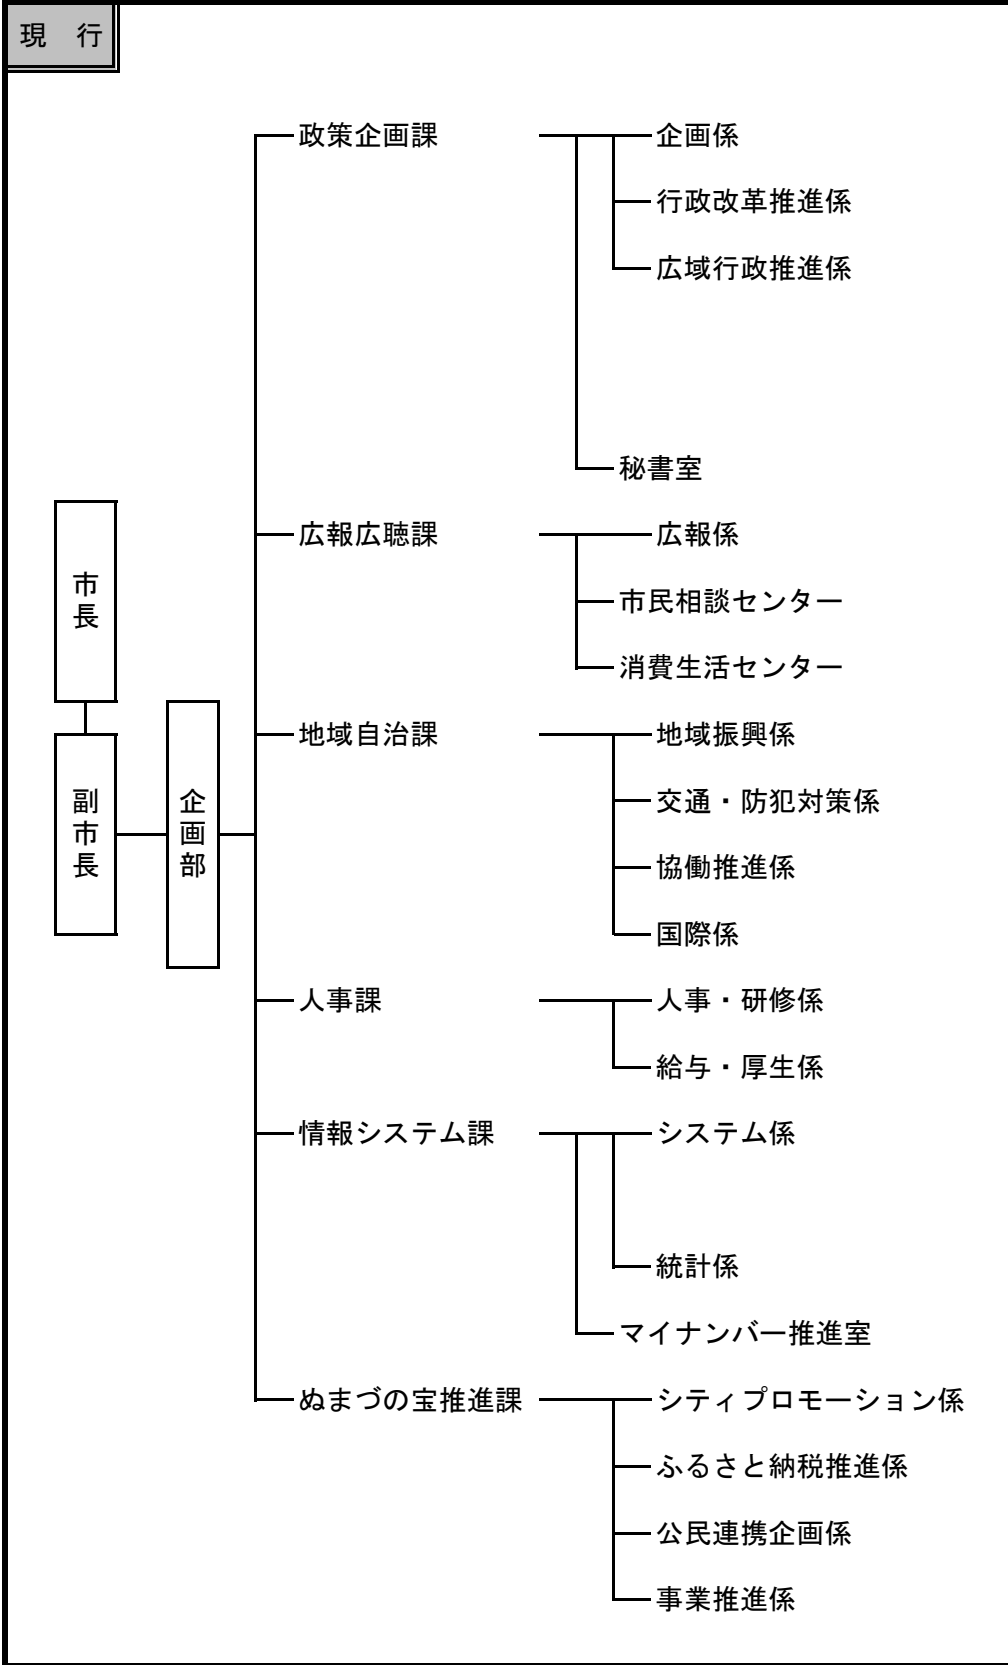 現　行
政策企画課
企画係
行政改革推進係
広域行政推進係
秘書室
広報広聴課
広報係
市民相談センター
消費生活センター
市長
副市長
企画部
地域自治課
地域振興係
交通・防犯対策係
協働推進係
国際係
人事課
人事・研修係
給与・厚生係
情報システム課
システム係
統計係
マイナンバー推進室
ぬまづの宝推進課
シティプロモーション係
ふるさと納税推進係
公民連携企画係
事業推進係